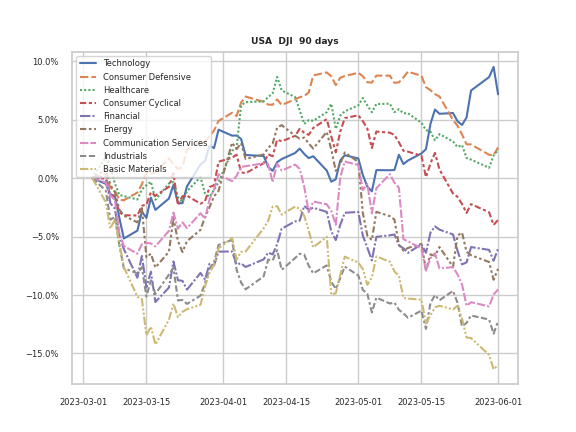 USA DJI 90 days
10.0%
5.0%
0.0%
−5.0%
−10.0%
−15.0%
Technology
Consumer Defensive
Healthcare
Consumer Cyclical
Financial
Energy
Communication Services
Industrials
Basic Materials
2023-03-01
2023-03-15
2023-04-01
2023-04-15
2023-05-01
2023-05-15
2023-06-01